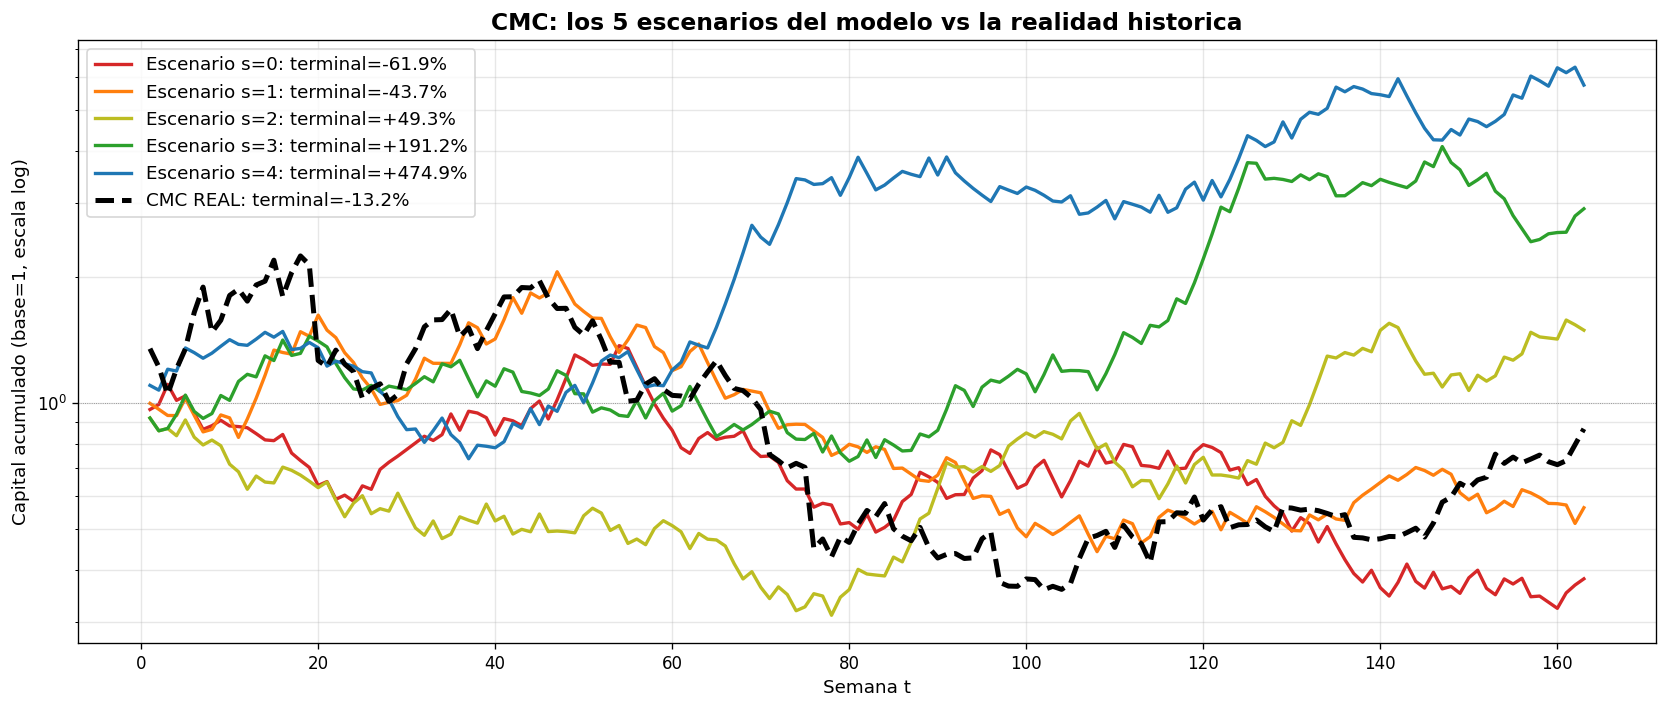 CMC: los 5 escenarios del modelo vs la realidad historica
Escenario s=0: terminal=-61.9%
Escenario s=1: terminal=-43.7%
Escenario s=2: terminal=+49.3%
Escenario s=3: terminal=+191.2%
Escenario s=4: terminal=+474.9%
CMC REAL: terminal=-13.2%
Capital acumulado (base=1, escala log)
10⁰
0 20 40 60 80 100 120 140 160
Semana t